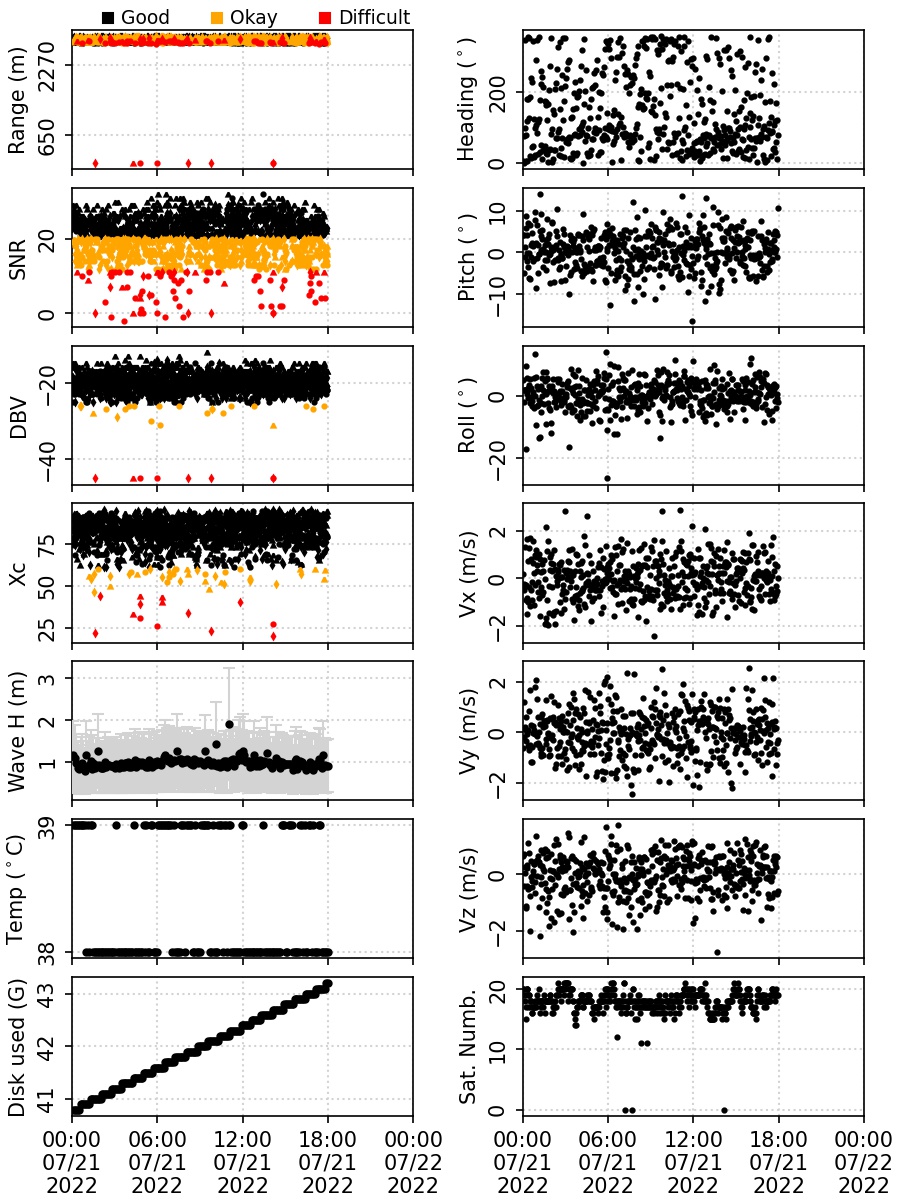 Good Okay Difficult
Range (m)
2270
650
Heading (°)
200
0
SNR
20
0
Pitch (°)
10
0
−10
DBV
−20
−40
Roll (°)
0
−20
Xc
75
50
25
Vx (m/s)
2
0
−2
Wave H (m)
3
2
1
Vy (m/s)
2
0
−2
Temp (°C)
39
38
Vz (m/s)
0
−2
Disk used (G)
43
42
41
Sat. Numb.
20
10
0
00:00 06:00 12:00 18:00 00:00 00:00 06:00 12:00 18:00 00:00
07/21 07/21 07/21 07/21 07/22 07/21 07/21 07/21 07/21 07/22
2022 2022 2022 2022 2022 2022 2022 2022 2022 2022